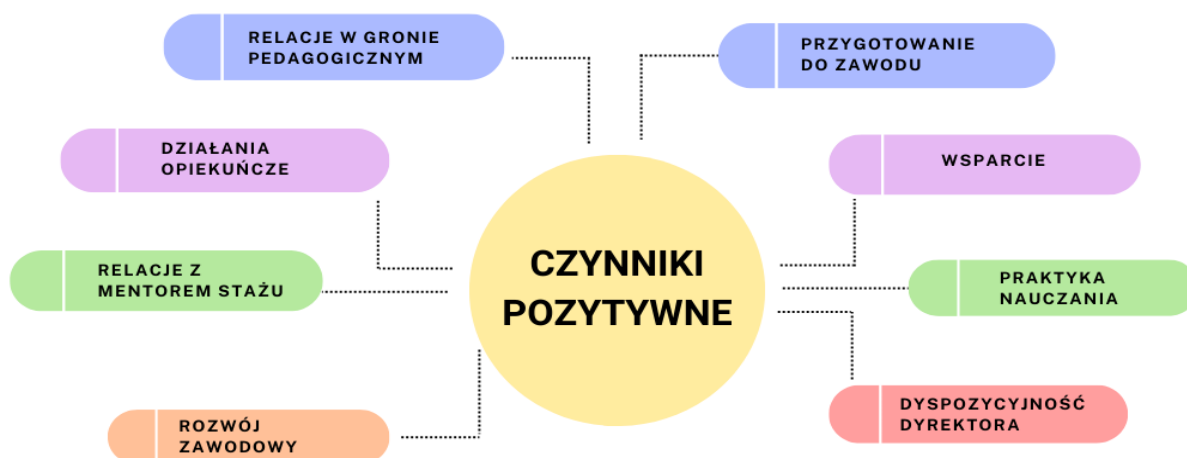 RELACJE W GRONIE
PEDAGOGICZNYM
PRZYGOTOWANIE
DO ZAWODU
DZIAŁANIA
OPIEKUŃCZE
WSPARCIE
CZYNNIKI
POZYTYWNE
RELACJE Z
MENTOREM STAŻU
PRAKTYKA
NAUCZANIA
ROZWÓJ
ZAWODOWY
DYSPOZYCYJNOŚĆ
DYREKTORA